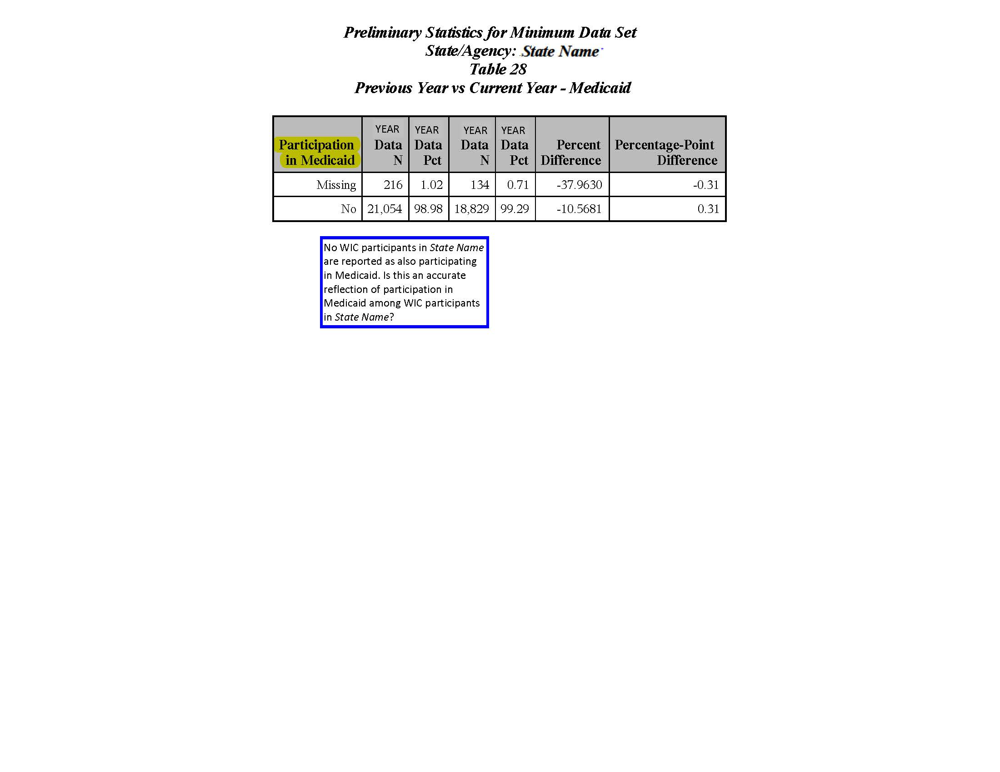 Preliminary Statistics for Minimum Data Set
State/Agency: State Name
Table 28
Previous Year vs Current Year - Medicaid
Participation in Medicaid YEAR Data N YEAR Data Pct YEAR Data N YEAR Data Pct Percent Difference Percentage-Point Difference
Missing 216 1.02 134 0.71 -37.9630 -0.31
No 21,054 98.98 18,829 99.29 -10.5681 0.31
No WIC participants in State Name
are reported as also participating
in Medicaid. Is this an accurate
reflection of participation in
Medicaid among WIC participants
in State Name?